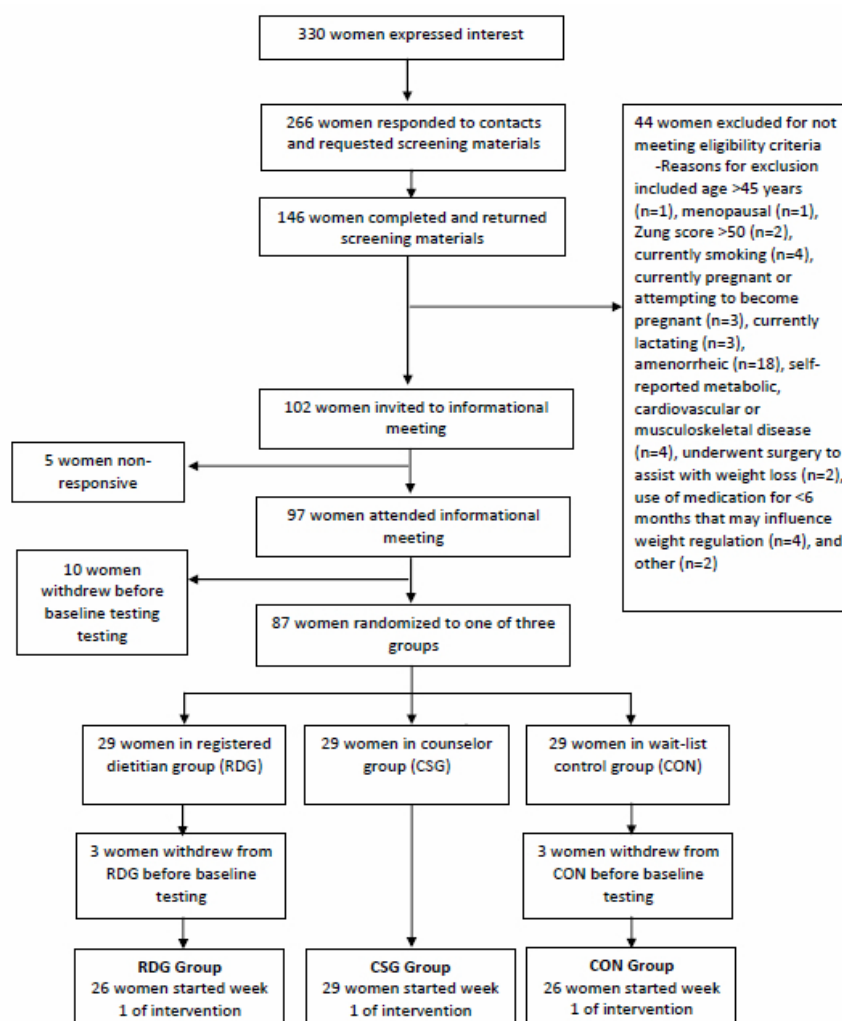 330 women expressed interest
266 women responded to contacts
and requested screening materials
44 women excluded for not
meeting eligibility criteria
-Reasons for exclusion
included age >45 years
(n=1), menopausal (n=1),
Zung score >50 (n=2),
currently smoking (n=4),
currently pregnant or
attempting to become
pregnant (n=3), currently
lactating (n=3),
amenorrheic (n=18), self-
reported metabolic,
cardiovascular or
musculoskeletal disease
(n=4), underwent surgery to
assist with weight loss (n=2),
use of medication for <6
months that may influence
weight regulation (n=4), and
other (n=2)
146 women completed and returned
screening materials
102 women invited to informational
meeting
5 women non-
responsive
97 women attended informational
meeting
10 women
withdrew before
baseline testing
testing
87 women randomized to one of three
groups
29 women in registered
dietitian group (RDG)
29 women in counselor
group (CSG)
29 women in wait-list
control group (CON)
3 women withdrew from
RDG before baseline
testing
3 women withdrew from
CON before baseline
testing
RDG Group
26 women started week
1 of intervention
CSG Group
29 women started week
1 of intervention
CON Group
26 women started week
1 of intervention